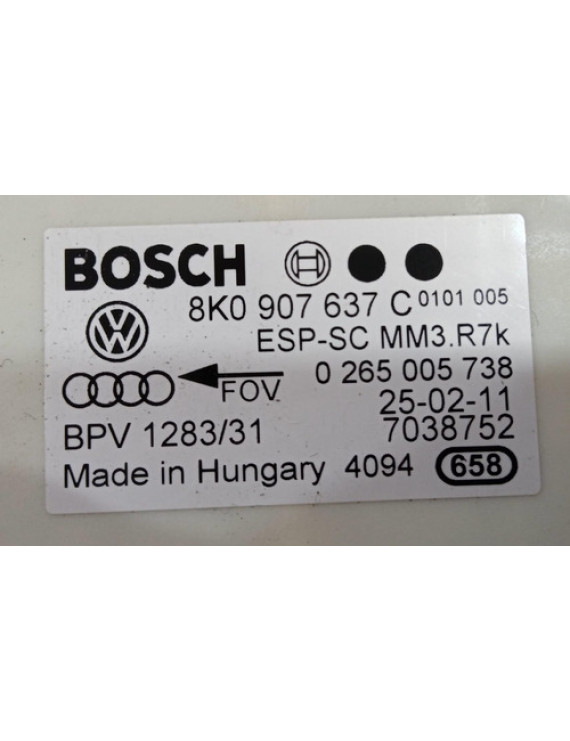 BOSCH
8K0 907 637 C 0101 005
ESP-SC MM3.R7k
FOV 0 265 005 738
25-02-11
BPV 1283/31 7038752
Made in Hungary 4094 658